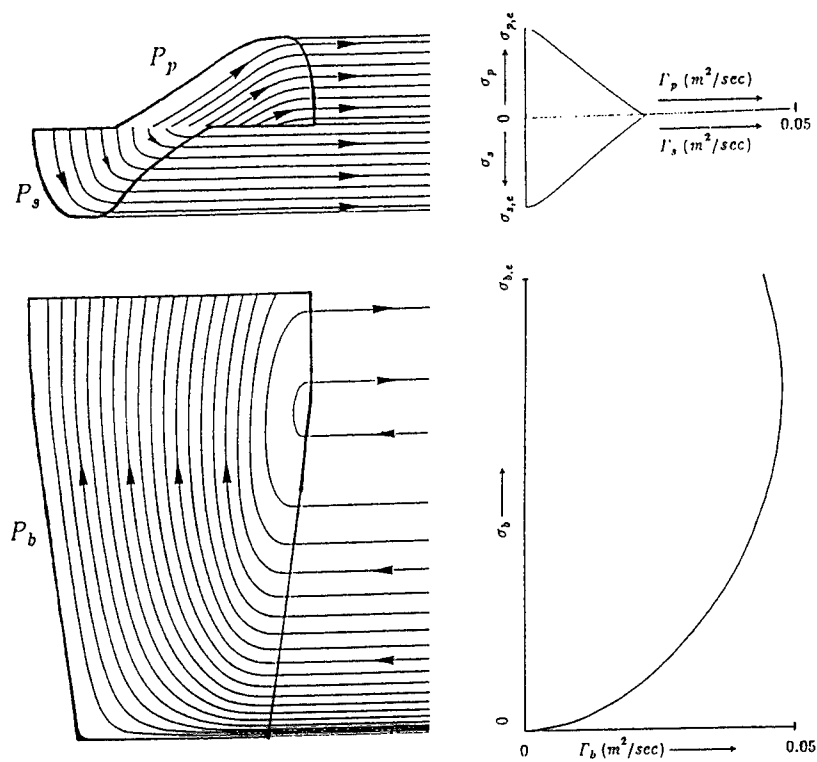 P_p
P_s
σ_{p,e}
σ_p
0
σ_s
σ_{s,e}
Γ_p (m²/sec)
0.05
Γ_s (m²/sec)
P_b
σ_{b,e}
σ_b
0
0
Γ_b (m²/sec)
0.05